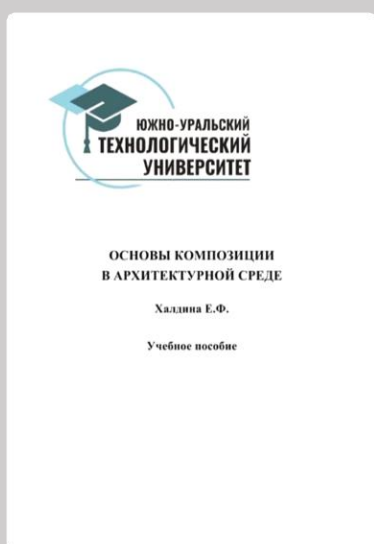 ЮЖНО-УРАЛЬСКИЙ
ТЕХНОЛОГИЧЕСКИЙ
УНИВЕРСИТЕТ
ОСНОВЫ КОМПОЗИЦИИ
В АРХИТЕКТУРНОЙ СРЕДЕ
Халдина Е.Ф.
Учебное пособие